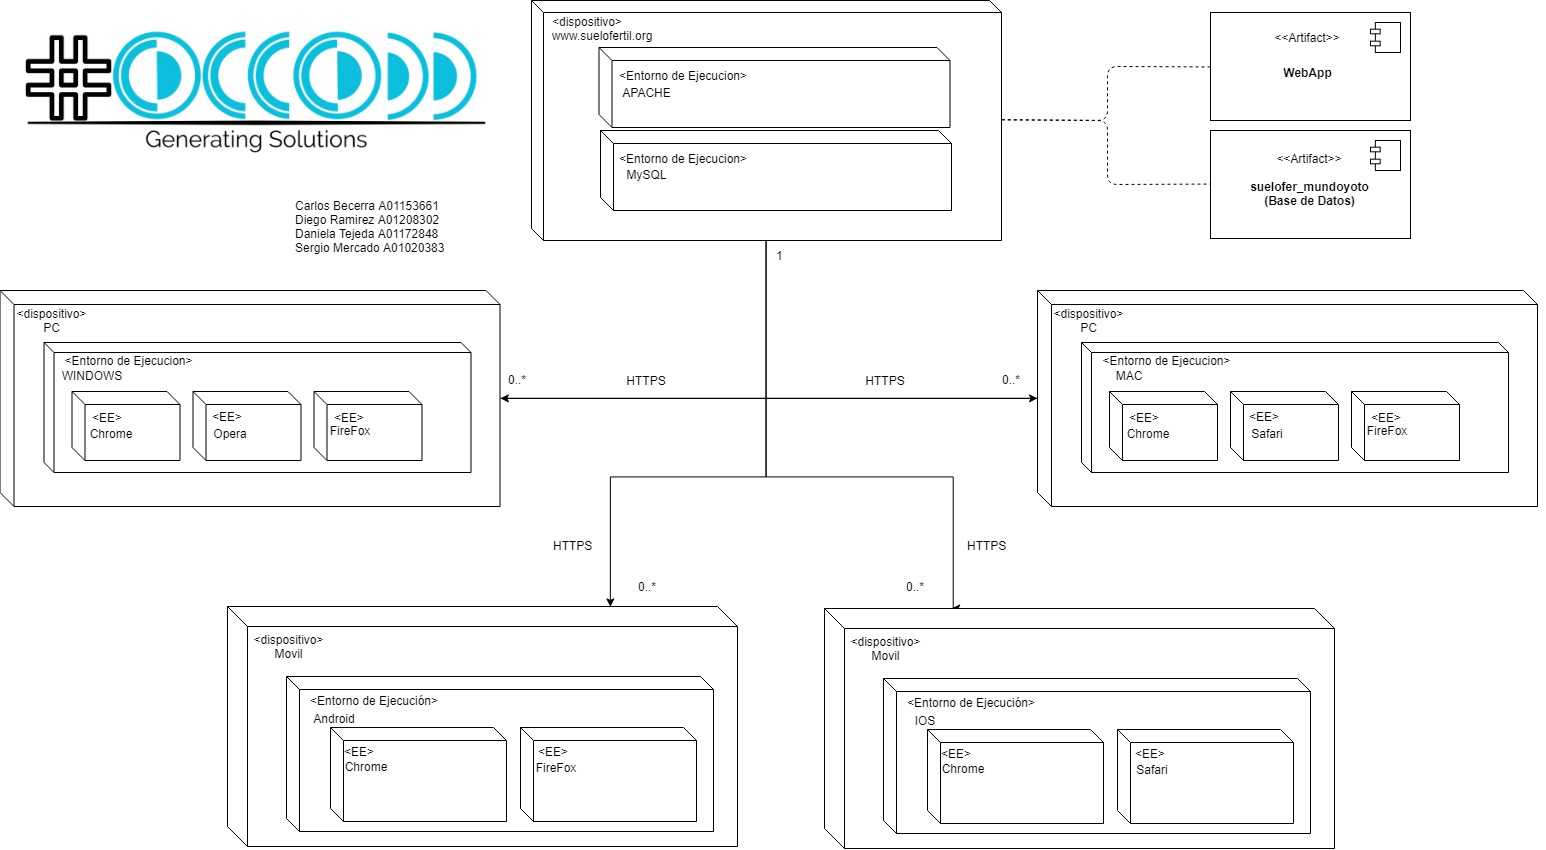 #OCCODD
Generating Solutions
Carlos Becerra A01153661
Diego Ramirez A01208302
Daniela Tejeda A01172848
Sergio Mercado A01020383
<dispositivo>
www.suelofertil.org
<Entorno de Ejecucion>
APACHE
<Entorno de Ejecucion>
MySQL
<<Artifact>>
WebApp
<<Artifact>>
suelofer_mundoyoto
(Base de Datos)
1
<dispositivo>
PC
<Entorno de Ejecucion>
WINDOWS
<EE>
Chrome
<EE>
Opera
<EE>
FireFox
0..*
HTTPS
HTTPS
0..*
<dispositivo>
PC
<Entorno de Ejecucion>
MAC
<EE>
Chrome
<EE>
Safari
<EE>
FireFox
HTTPS
0..*
HTTPS
0..*
<dispositivo>
Movil
<Entorno de Ejecución>
Android
<EE>
Chrome
<EE>
FireFox
<dispositivo>
Movil
<Entorno de Ejecución>
IOS
<EE>
Chrome
<EE>
Safari